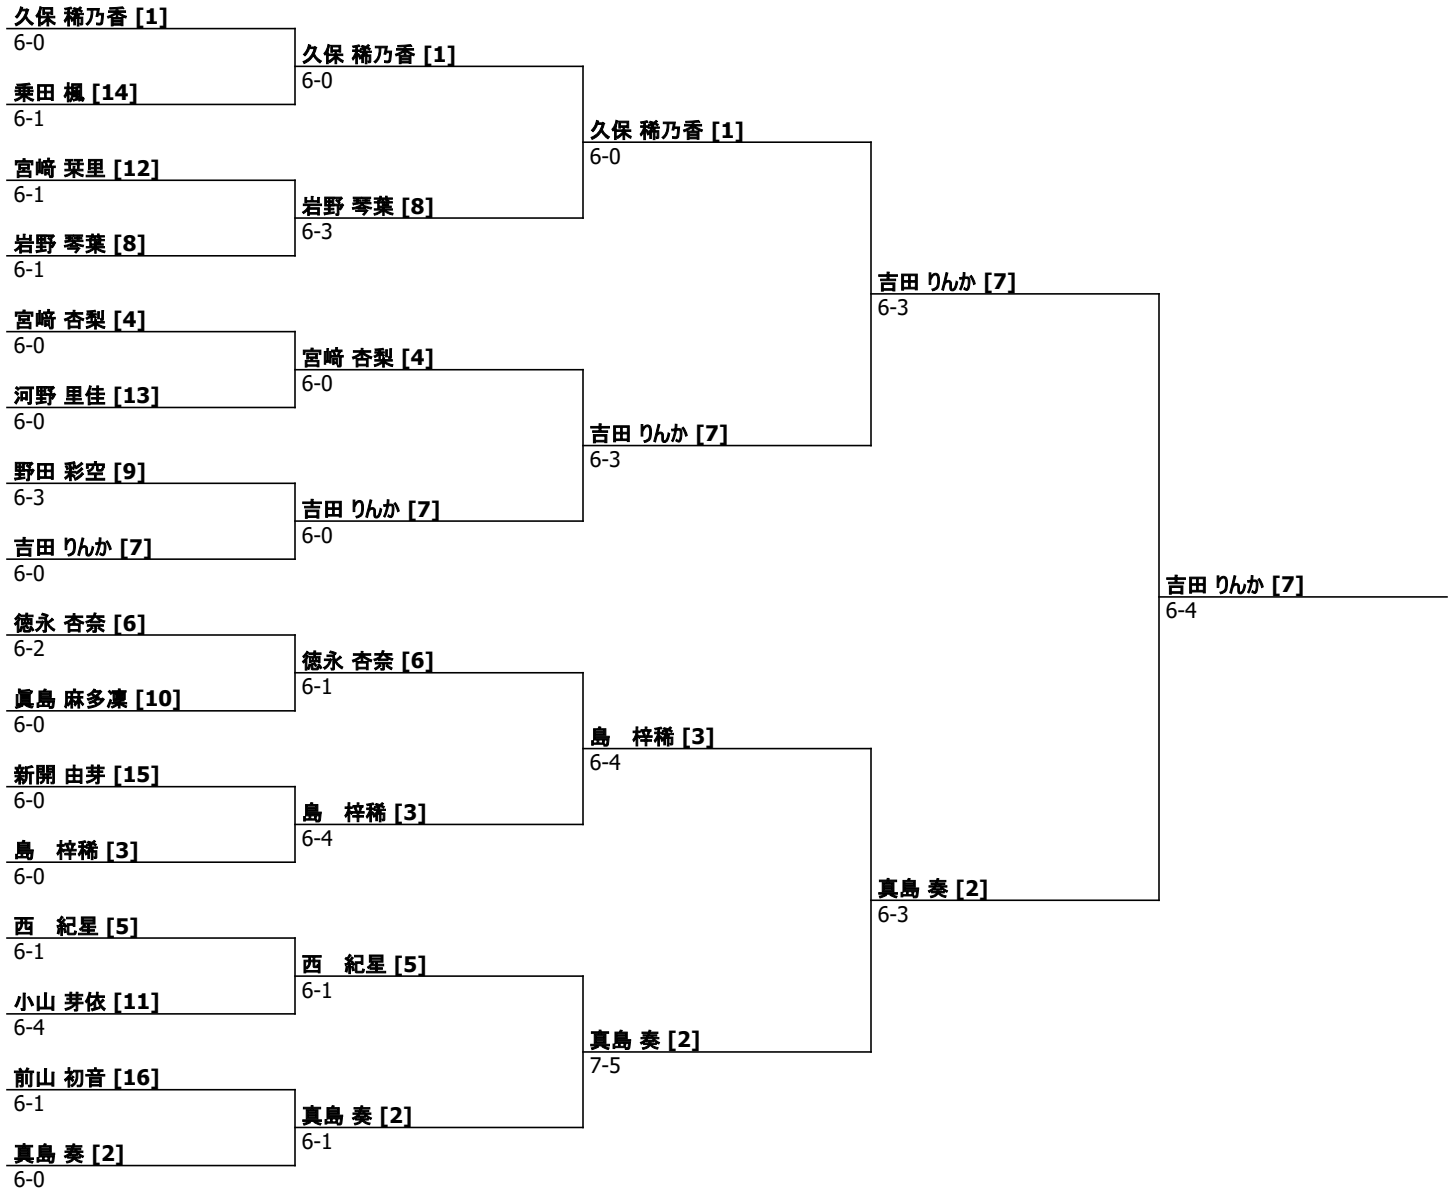 久保 稀乃香 [1]
6-0
乗田 楓 [14]
6-1
宮﨑 栞里 [12]
6-1
岩野 琴葉 [8]
6-1
宮﨑 杏梨 [4]
6-0
河野 里佳 [13]
6-0
野田 彩空 [9]
6-3
吉田 りんか [7]
6-0
徳永 杏奈 [6]
6-2
眞島 麻多凜 [10]
6-0
新開 由芽 [15]
6-0
島　梓稀 [3]
6-0
西　紀星 [5]
6-1
小山 芽依 [11]
6-4
前山 初音 [16]
6-1
真島 奏 [2]
6-0
久保 稀乃香 [1]
6-0
岩野 琴葉 [8]
6-3
宮﨑 杏梨 [4]
6-0
吉田 りんか [7]
6-0
徳永 杏奈 [6]
6-1
島　梓稀 [3]
6-4
西　紀星 [5]
6-1
真島 奏 [2]
6-1
久保 稀乃香 [1]
6-0
吉田 りんか [7]
6-3
島　梓稀 [3]
6-4
真島 奏 [2]
7-5
吉田 りんか [7]
6-3
真島 奏 [2]
6-3
吉田 りんか [7]
6-4